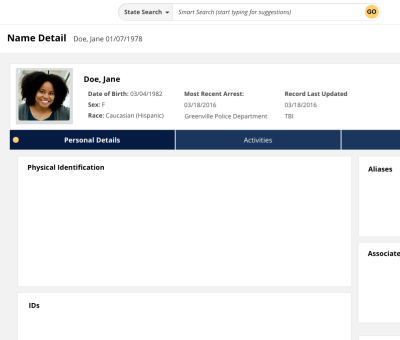 State Search Smart Search (start typing for suggestions) GO
Name Detail Doe, Jane 01/07/1978
Doe, Jane
Date of Birth: 03/04/1982 Most Recent Arrest: Record Last Updated
Sex: F 03/18/2016 03/18/2016
Race: Caucasian (Hispanic) Greenville Police Department TBI
Personal Details Activities
Physical Identification Aliases
Associate
IDs